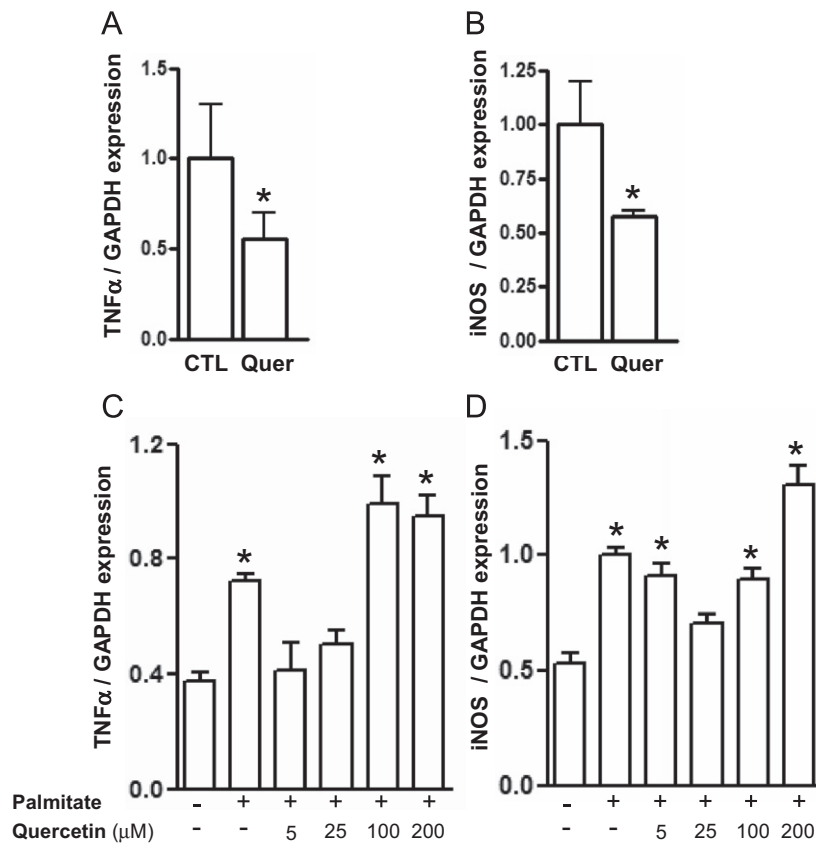 A
TNFα / GAPDH expression
1.5
1.0
0.5
0.0
*
CTL Quer
B
iNOS / GAPDH expression
1.25
1.00
0.75
0.50
0.25
0.00
*
CTL Quer
C
TNFα / GAPDH expression
1.2
0.8
0.4
0.0
* * *
D
iNOS / GAPDH expression
1.5
1.0
0.5
0.0
* * * *
Palmitate - + + + + + - + + + + +
Quercetin (μM) - - 5 25 100 200 - - 5 25 100 200